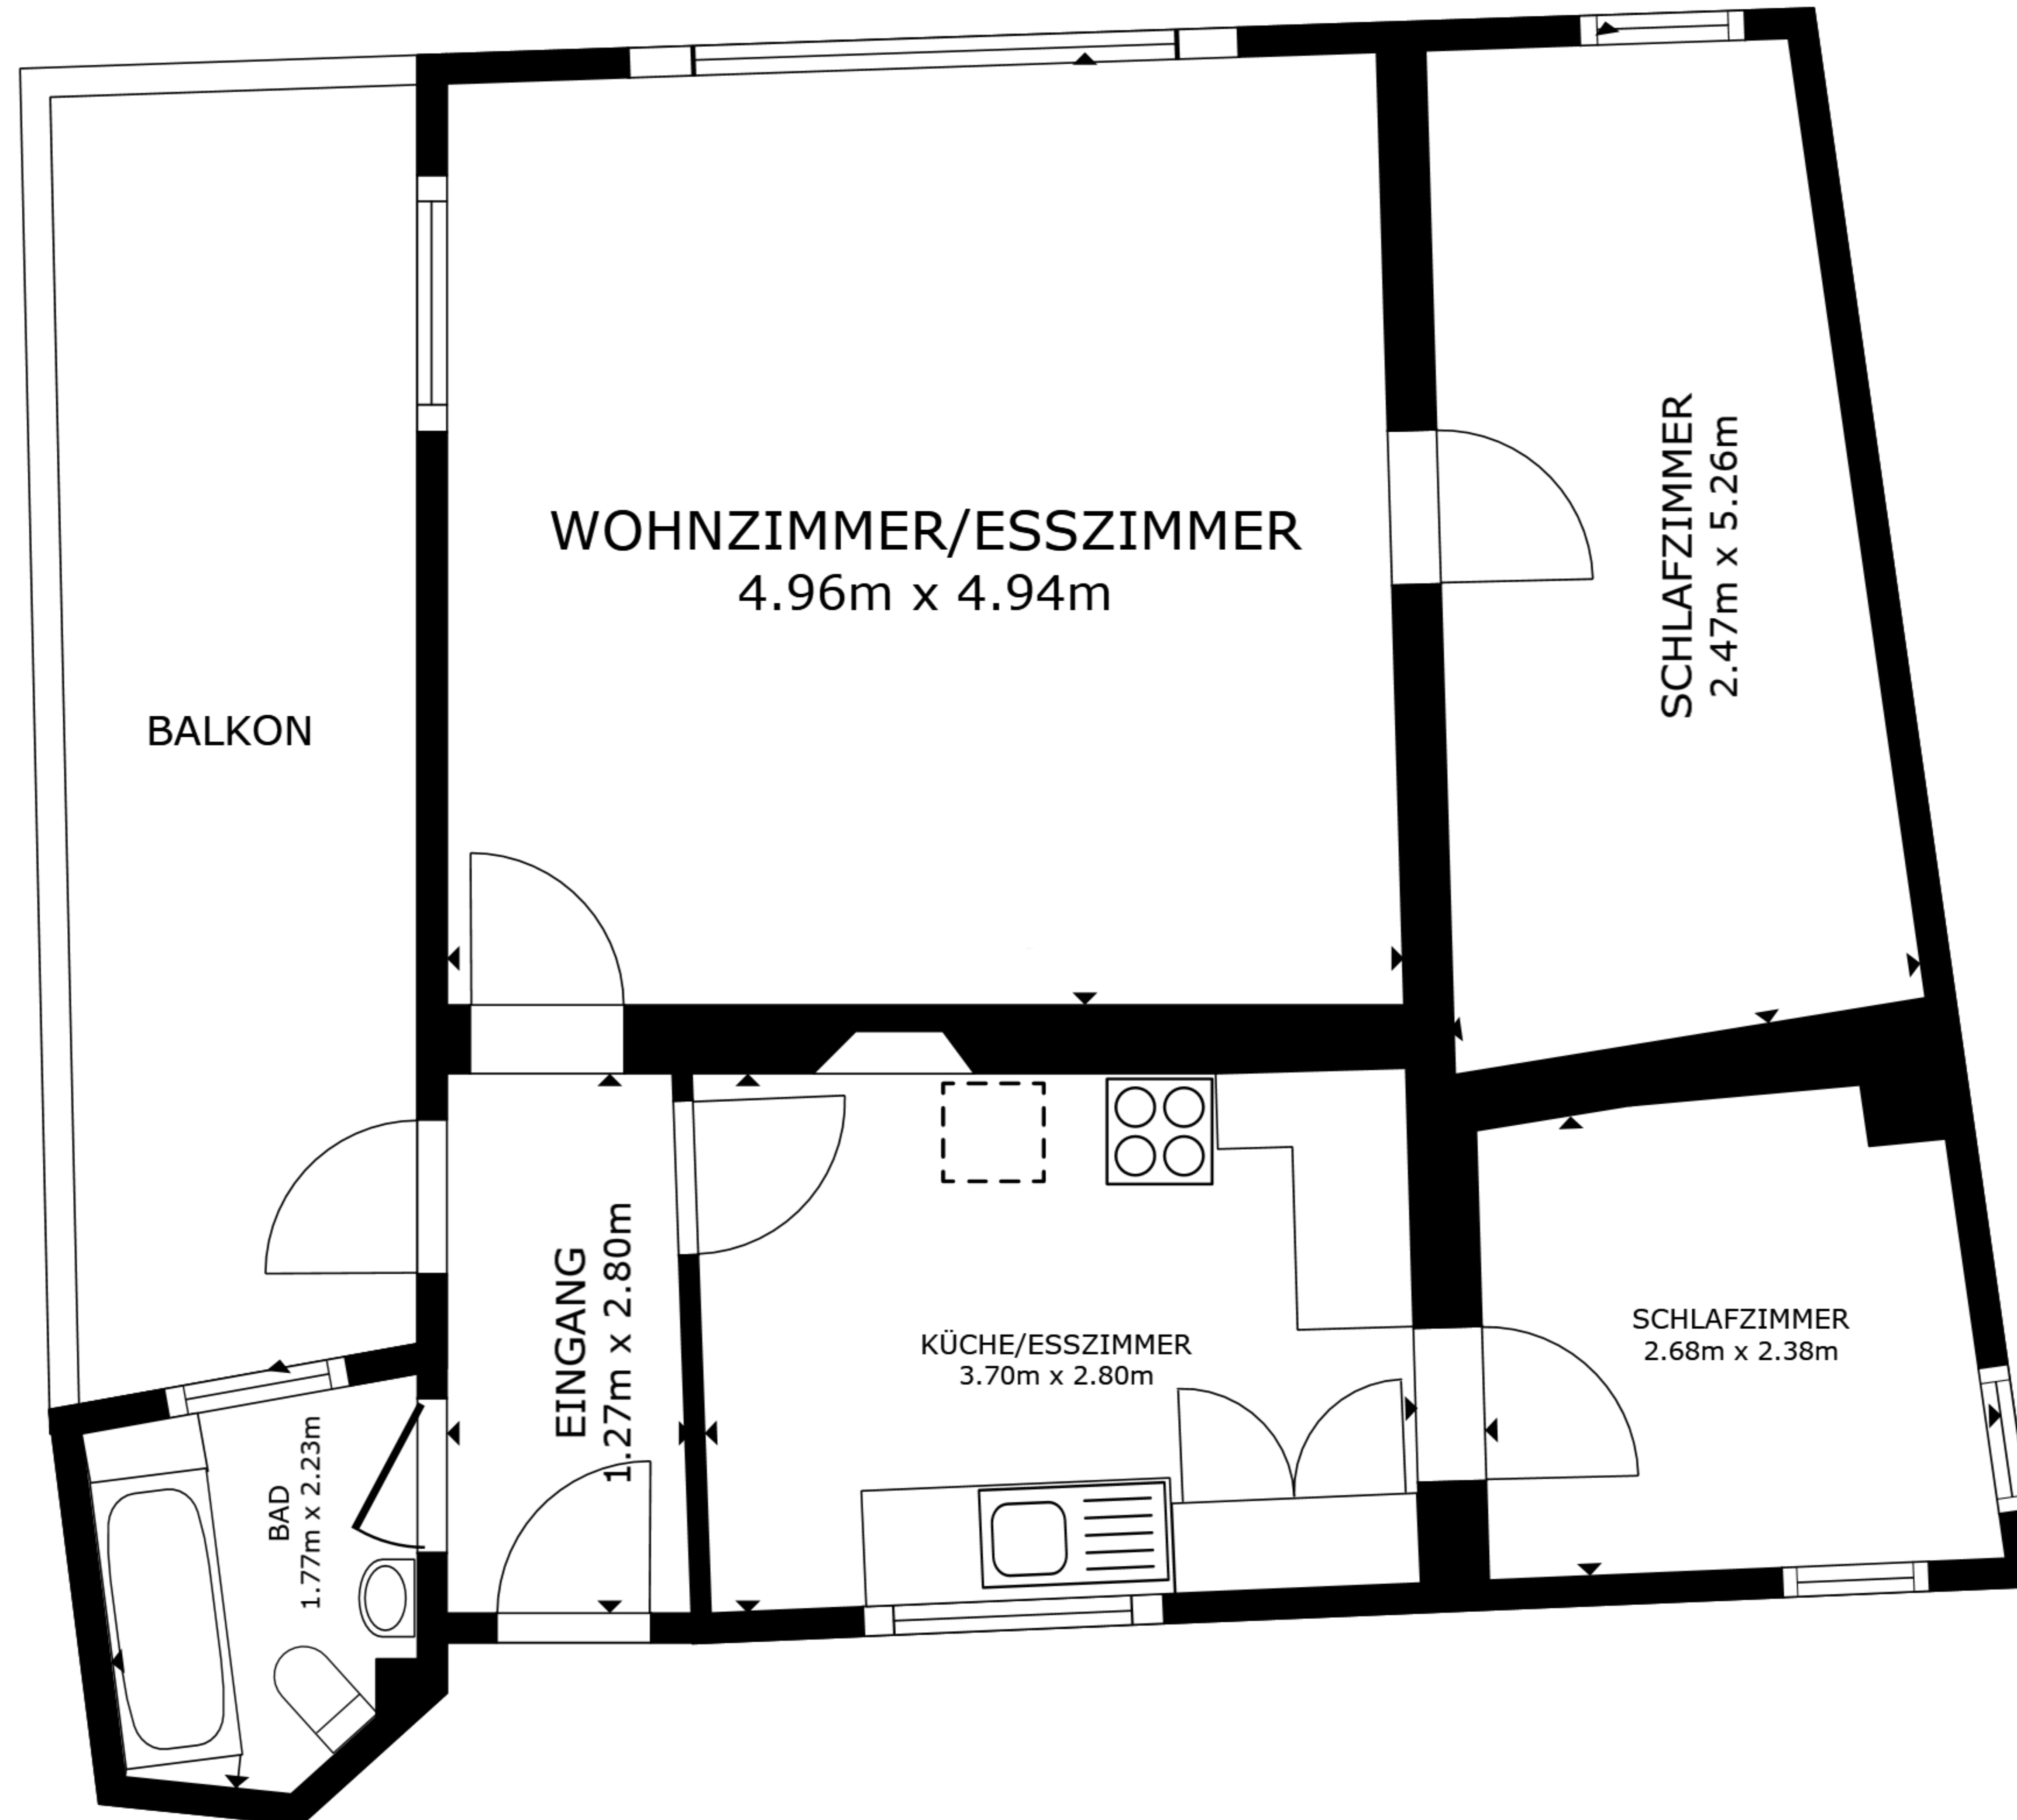 WOHNZIMMER/ESSZIMMER
4.96m x 4.94m
SCHLAFZIMMER
2.47m x 5.26m
BALKON
EINGANG
1.27m x 2.80m
KÜCHE/ESSZIMMER
3.70m x 2.80m
SCHLAFZIMMER
2.68m x 2.38m
BAD
1.77m x 2.23m